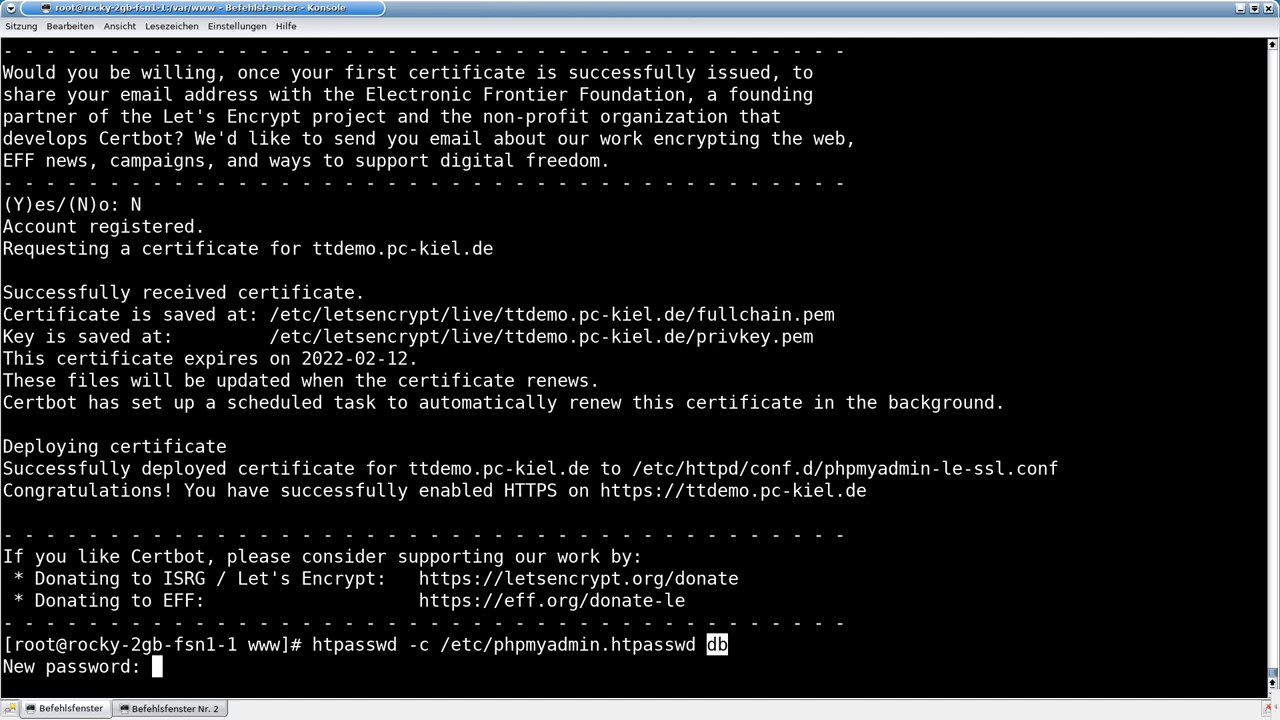 root@rocky-2gb-fsn1-1:/var/www - Befehlsfenster - Konsole
Sitzung Bearbeiten Ansicht Lesezeichen Einstellungen Hilfe
- - - - - - - - - - - - - - - - - - - - - - - - - - - - - - - - - - - - - - - -
Would you be willing, once your first certificate is successfully issued, to
share your email address with the Electronic Frontier Foundation, a founding
partner of the Let's Encrypt project and the non-profit organization that
develops Certbot? We'd like to send you email about our work encrypting the web,
EFF news, campaigns, and ways to support digital freedom.
- - - - - - - - - - - - - - - - - - - - - - - - - - - - - - - - - - - - - - - -
(Y)es/(N)o: N
Account registered.
Requesting a certificate for ttdemo.pc-kiel.de
Successfully received certificate.
Certificate is saved at: /etc/letsencrypt/live/ttdemo.pc-kiel.de/fullchain.pem
Key is saved at:         /etc/letsencrypt/live/ttdemo.pc-kiel.de/privkey.pem
This certificate expires on 2022-02-12.
These files will be updated when the certificate renews.
Certbot has set up a scheduled task to automatically renew this certificate in the background.
Deploying certificate
Successfully deployed certificate for ttdemo.pc-kiel.de to /etc/httpd/conf.d/phpmyadmin-le-ssl.conf
Congratulations! You have successfully enabled HTTPS on https://ttdemo.pc-kiel.de
- - - - - - - - - - - - - - - - - - - - - - - - - - - - - - - - - - - - - - - -
If you like Certbot, please consider supporting our work by:
 * Donating to ISRG / Let's Encrypt:   https://letsencrypt.org/donate
 * Donating to EFF:                    https://eff.org/donate-le
- - - - - - - - - - - - - - - - - - - - - - - - - - - - - - - - - - - - - - - -
[root@rocky-2gb-fsn1-1 www]# htpasswd -c /etc/phpmyadmin.htpasswd db
New password:
Befehlsfenster Befehlsfenster Nr. 2